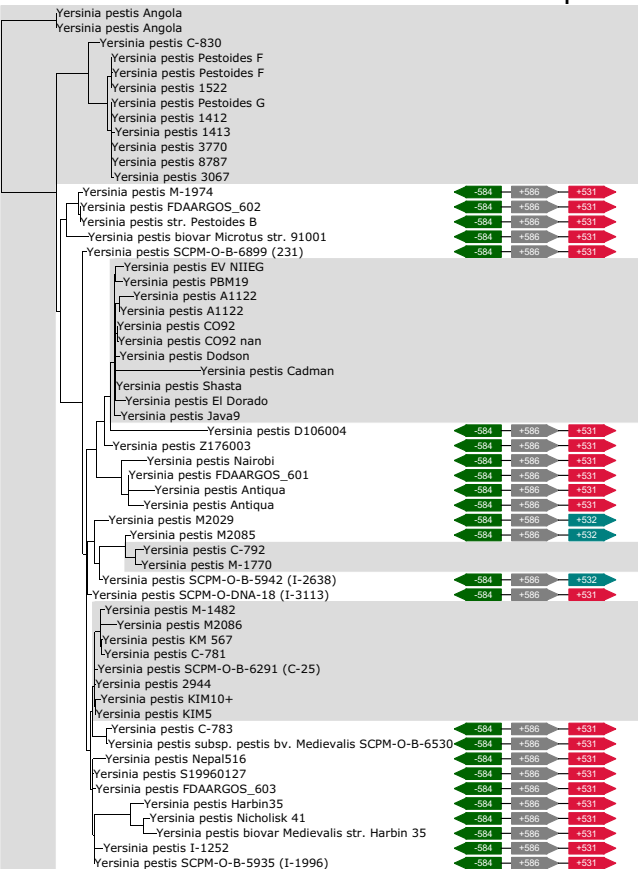 Yersinia pestis Angola
Yersinia pestis Angola
Yersinia pestis C-830
Yersinia pestis Pestoides F
Yersinia pestis Pestoides F
Yersinia pestis 1522
Yersinia pestis Pestoides G
Yersinia pestis 1412
Yersinia pestis 1413
Yersinia pestis 3770
Yersinia pestis 8787
Yersinia pestis 3067
Yersinia pestis M-1974 -584 +586 +531
Yersinia pestis FDAARGOS_602 -584 +586 +531
Yersinia pestis str. Pestoides B -584 +586 +531
Yersinia pestis biovar Microtus str. 91001 -584 +586 +531
Yersinia pestis SCPM-O-B-6899 (231) -584 +586 +531
Yersinia pestis EV NIIEG
Yersinia pestis PBM19
Yersinia pestis A1122
Yersinia pestis A1122
Yersinia pestis CO92
Yersinia pestis CO92 nan
Yersinia pestis Dodson
Yersinia pestis Cadman
Yersinia pestis Shasta
Yersinia pestis El Dorado
Yersinia pestis Java9
Yersinia pestis D106004 -584 +586 +531
Yersinia pestis Z176003 -584 +586 +531
Yersinia pestis Nairobi -584 +586 +531
Yersinia pestis FDAARGOS_601 -584 +586 +531
Yersinia pestis Antiqua -584 +586 +531
Yersinia pestis Antiqua -584 +586 +531
Yersinia pestis M2029 -584 +586 +532
Yersinia pestis M2085 -584 +586 +532
Yersinia pestis C-792
Yersinia pestis M-1770
Yersinia pestis SCPM-O-B-5942 (I-2638) -584 +586 +532
Yersinia pestis SCPM-O-DNA-18 (I-3113) -584 +586 +531
Yersinia pestis M-1482
Yersinia pestis M2086
Yersinia pestis KM 567
Yersinia pestis C-781
Yersinia pestis SCPM-O-B-6291 (C-25)
Yersinia pestis 2944
Yersinia pestis KIM10+
Yersinia pestis KIM5
Yersinia pestis C-783 -584 +586 +531
Yersinia pestis subsp. pestis bv. Medievalis SCPM-O-B-6530 -584 +586 +531
Yersinia pestis Nepal516 -584 +586 +531
Yersinia pestis S19960127 -584 +586 +531
Yersinia pestis FDAARGOS_603 -584 +586 +531
Yersinia pestis Harbin35 -584 +586 +531
Yersinia pestis Nicholisk 41 -584 +586 +531
Yersinia pestis biovar Medievalis str. Harbin 35 -584 +586 +531
Yersinia pestis I-1252 -584 +586 +531
Yersinia pestis SCPM-O-B-5935 (I-1996) -584 +586 +531